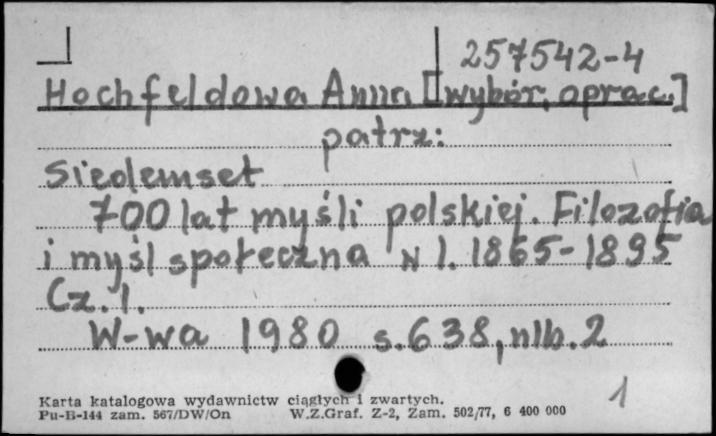 257542-4
Hochfeldowa Anna [wybór, oprac.]
patrz:
Siedemset
700 lat myśli polskiej. Filozofia
i myśl społeczna w l. 1865-1895
Cz. 1.
W-wa 1980 s. 638, nlb. 2
1
Karta katalogowa wydawnictw ciągłych i zwartych.
Pu-B-144 zam. 567/DW/On W.Z.Graf. Z-2, Zam. 502/77, 6 400 000